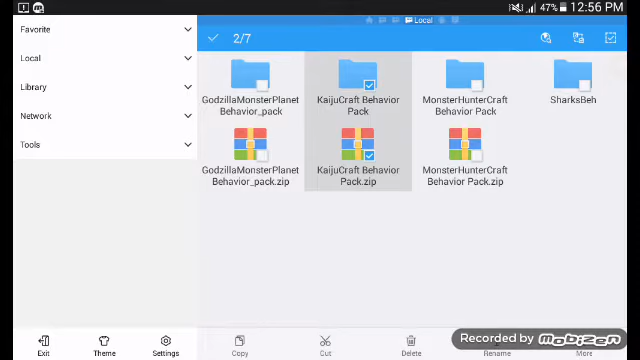 47% 12:56 PM
Favorite
Local
Library
Network
Tools
Local
2/7
GodzillaMonsterPlanet
Behavior_pack
KaijuCraft Behavior
Pack
MonsterHunterCraft
Behavior Pack
SharksBeh
GodzillaMonsterPlanet
Behavior_pack.zip
KaijuCraft Behavior
Pack.zip
MonsterHunterCraft
Behavior Pack.zip
Exit
Theme
Settings
Copy
Cut
Delete
Rename
More
Recorded by mobizen